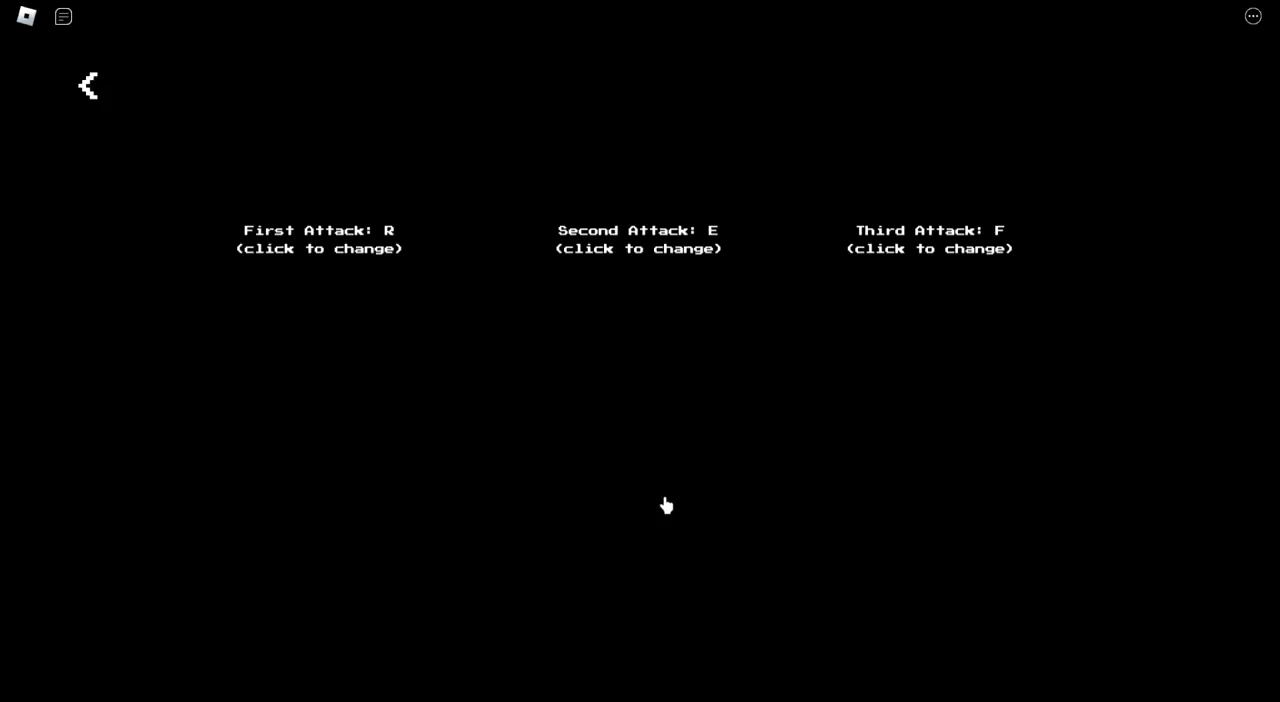 First Attack: R
(click to change)
Second Attack: E
(click to change)
Third Attack: F
(click to change)